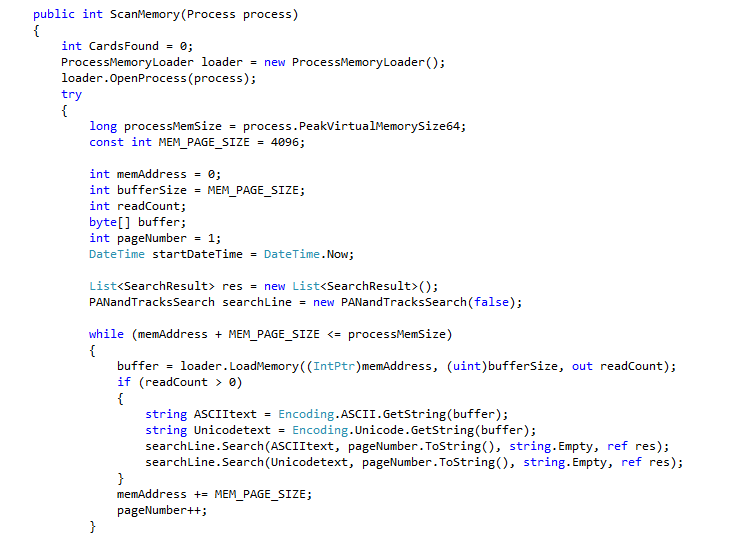 public int ScanMemory(Process process)
{
int CardsFound = 0;
ProcessMemoryLoader loader = new ProcessMemoryLoader();
loader.OpenProcess(process);
try
{
long processMemSize = process.PeakVirtualMemorySize64;
const int MEM_PAGE_SIZE = 4096;
int memAddress = 0;
int bufferSize = MEM_PAGE_SIZE;
int readCount;
byte[] buffer;
int pageNumber = 1;
DateTime startDateTime = DateTime.Now;
List<SearchResult> res = new List<SearchResult>();
PANandTracksSearch searchLine = new PANandTracksSearch(false);
while (memAddress + MEM_PAGE_SIZE <= processMemSize)
{
buffer = loader.LoadMemory((IntPtr)memAddress, (uint)bufferSize, out readCount);
if (readCount > 0)
{
string ASCIItext = Encoding.ASCII.GetString(buffer);
string Unicodetext = Encoding.Unicode.GetString(buffer);
searchLine.Search(ASCIItext, pageNumber.ToString(), string.Empty, ref res);
searchLine.Search(Unicodetext, pageNumber.ToString(), string.Empty, ref res);
}
memAddress += MEM_PAGE_SIZE;
pageNumber++;
}